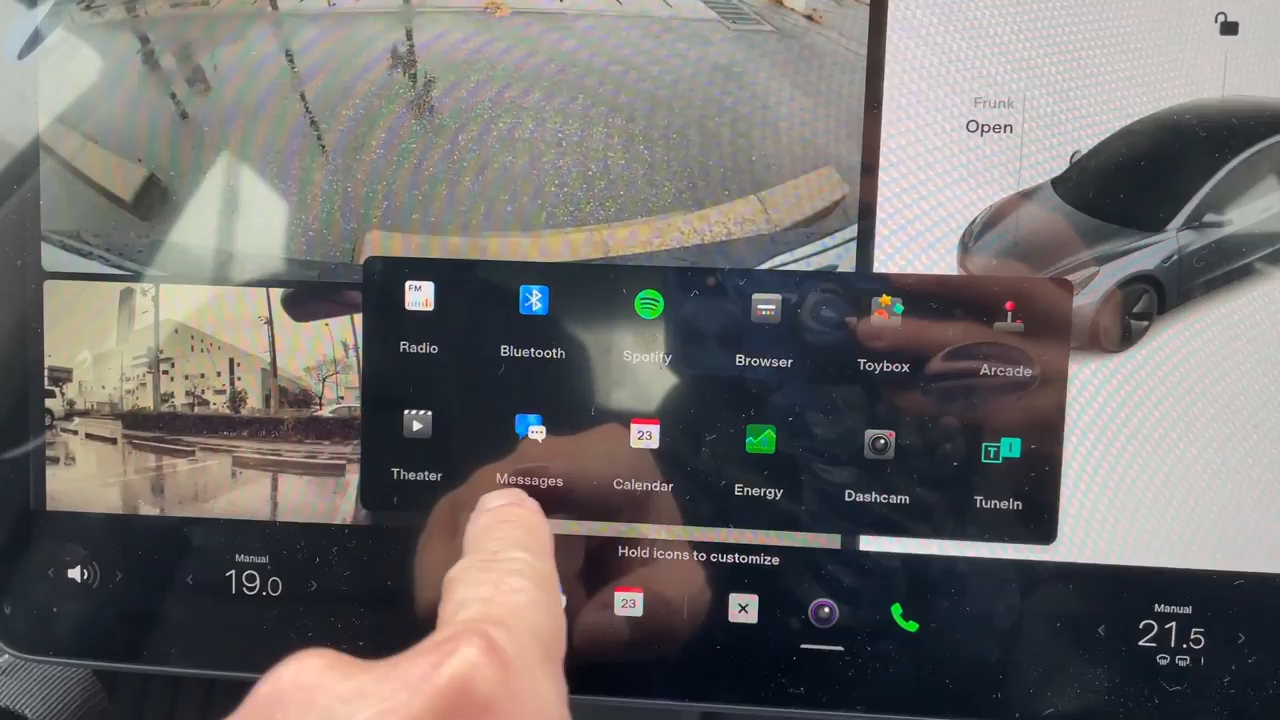 Frunk
Open
FM
Radio
Bluetooth
Spotify
Browser
Toybox
Arcade
Theater
Messages
23
Calendar
Energy
Dashcam
T I
TuneIn
Hold icons to customize
Manual
19.0
23
Manual
21.5